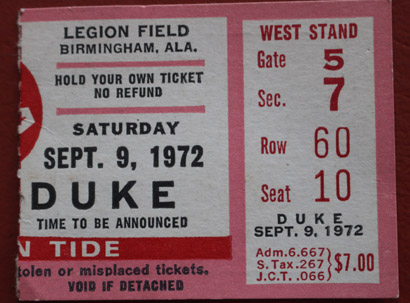 LEGION FIELD
BIRMINGHAM, ALA.
HOLD YOUR OWN TICKET
NO REFUND
SATURDAY
SEPT. 9, 1972
DUKE
TIME TO BE ANNOUNCED
N TIDE
tolen or misplaced tickets.
VOID IF DETACHED
WEST STAND
Gate 5
Sec. 7
Row 60
Seat 10
DUKE
SEPT. 9, 1972
Adm. 6.667
S. Tax .267
J.C.T. .066
} $7.00